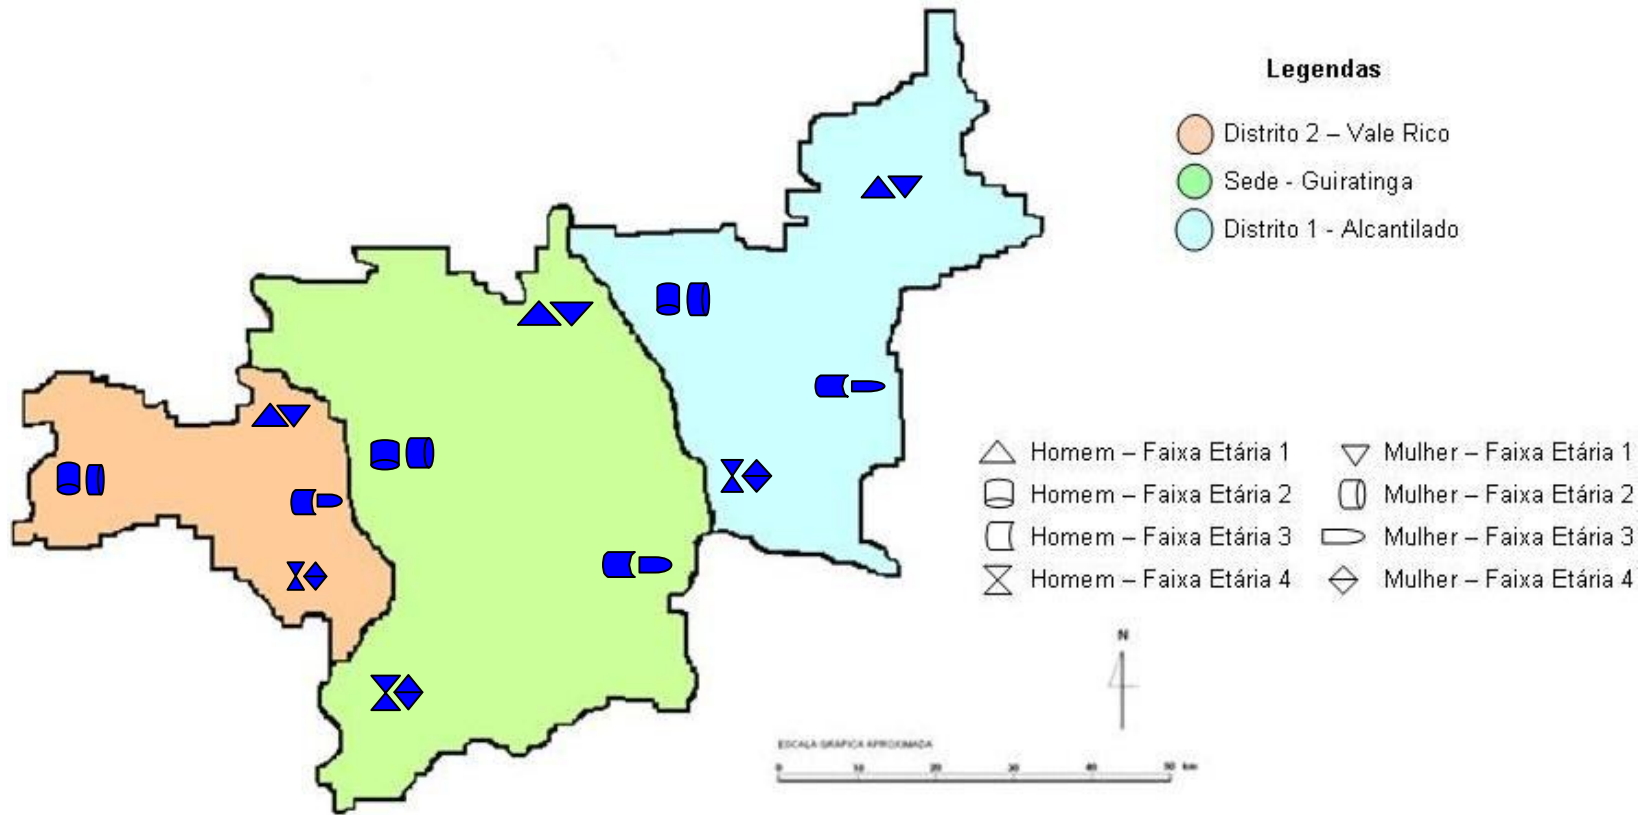 Legendas
Distrito 2 – Vale Rico
Sede - Guiratinga
Distrito 1 - Alcantilado
Homem – Faixa Etária 1
Mulher – Faixa Etária 1
Homem – Faixa Etária 2
Mulher – Faixa Etária 2
Homem – Faixa Etária 3
Mulher – Faixa Etária 3
Homem – Faixa Etária 4
Mulher – Faixa Etária 4
N
ESCALA GRÁFICA APROXIMADA
0 10 20 30 40 50 km